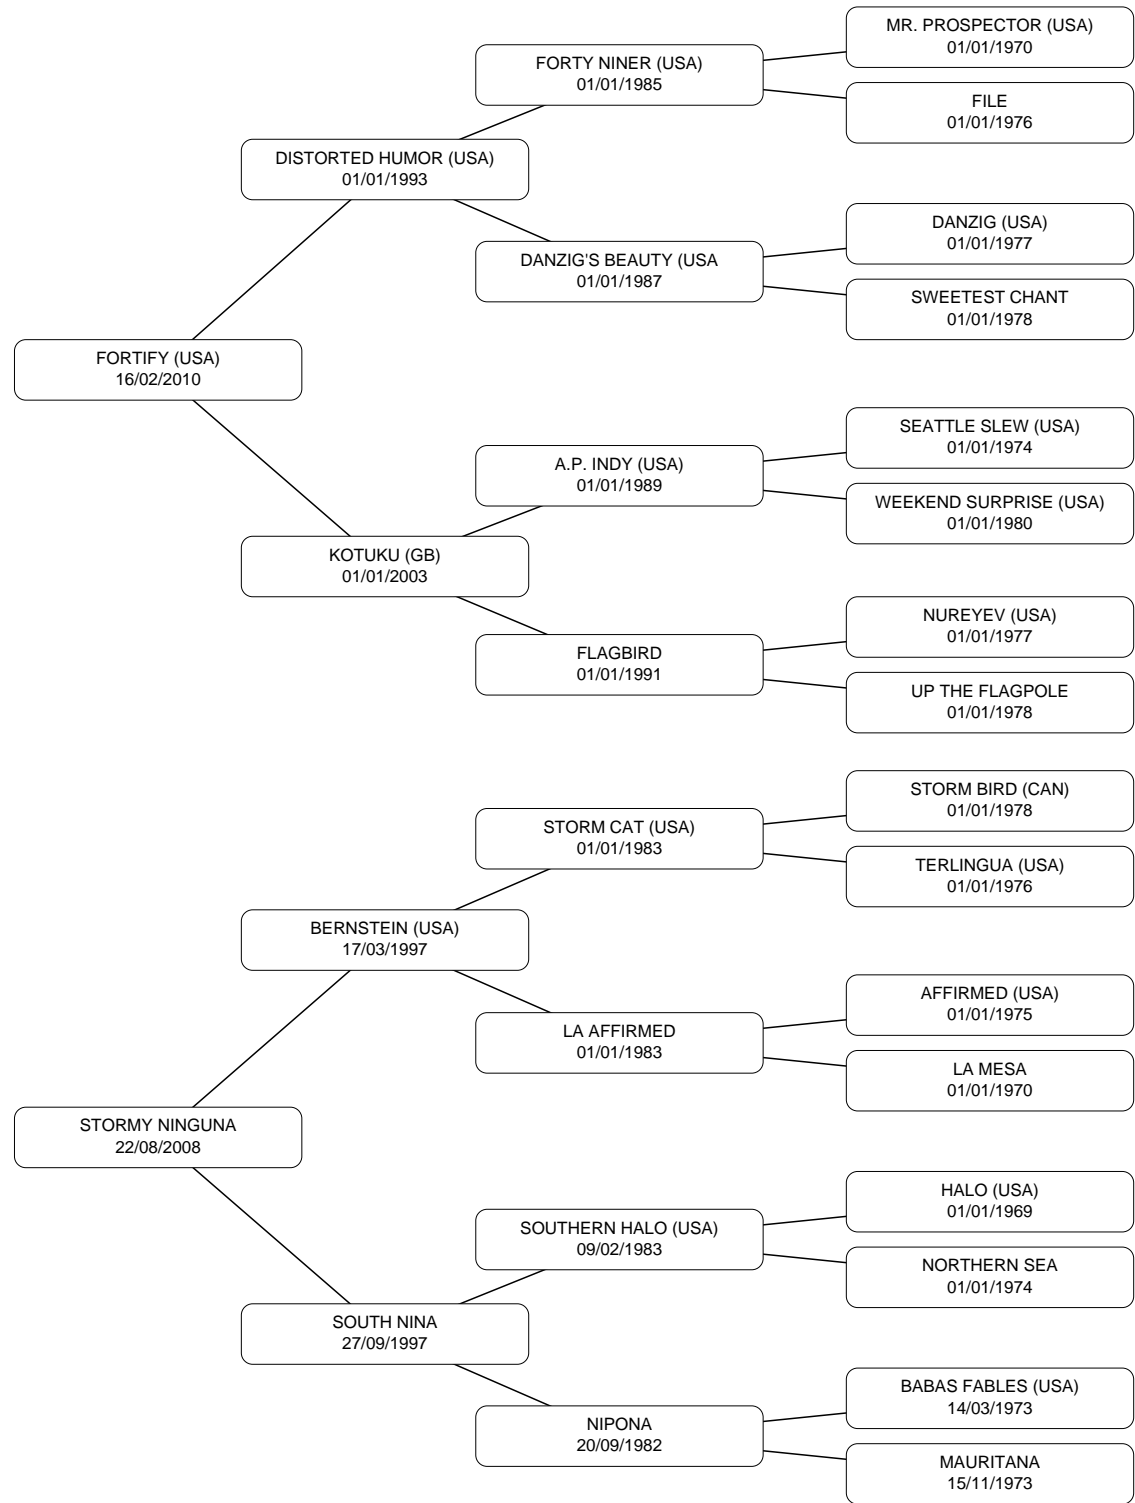 MR. PROSPECTOR (USA)
01/01/1970
FORTY NINER (USA)
01/01/1985
FILE
01/01/1976
DISTORTED HUMOR (USA)
01/01/1993
DANZIG (USA)
01/01/1977
DANZIG'S BEAUTY (USA
01/01/1987
SWEETEST CHANT
01/01/1978
FORTIFY (USA)
16/02/2010
SEATTLE SLEW (USA)
01/01/1974
A.P. INDY (USA)
01/01/1989
WEEKEND SURPRISE (USA)
01/01/1980
KOTUKU (GB)
01/01/2003
NUREYEV (USA)
01/01/1977
FLAGBIRD
01/01/1991
UP THE FLAGPOLE
01/01/1978
STORM BIRD (CAN)
01/01/1978
STORM CAT (USA)
01/01/1983
TERLINGUA (USA)
01/01/1976
BERNSTEIN (USA)
17/03/1997
AFFIRMED (USA)
01/01/1975
LA AFFIRMED
01/01/1983
LA MESA
01/01/1970
STORMY NINGUNA
22/08/2008
HALO (USA)
01/01/1969
SOUTHERN HALO (USA)
09/02/1983
NORTHERN SEA
01/01/1974
SOUTH NINA
27/09/1997
BABAS FABLES (USA)
14/03/1973
NIPONA
20/09/1982
MAURITANA
15/11/1973